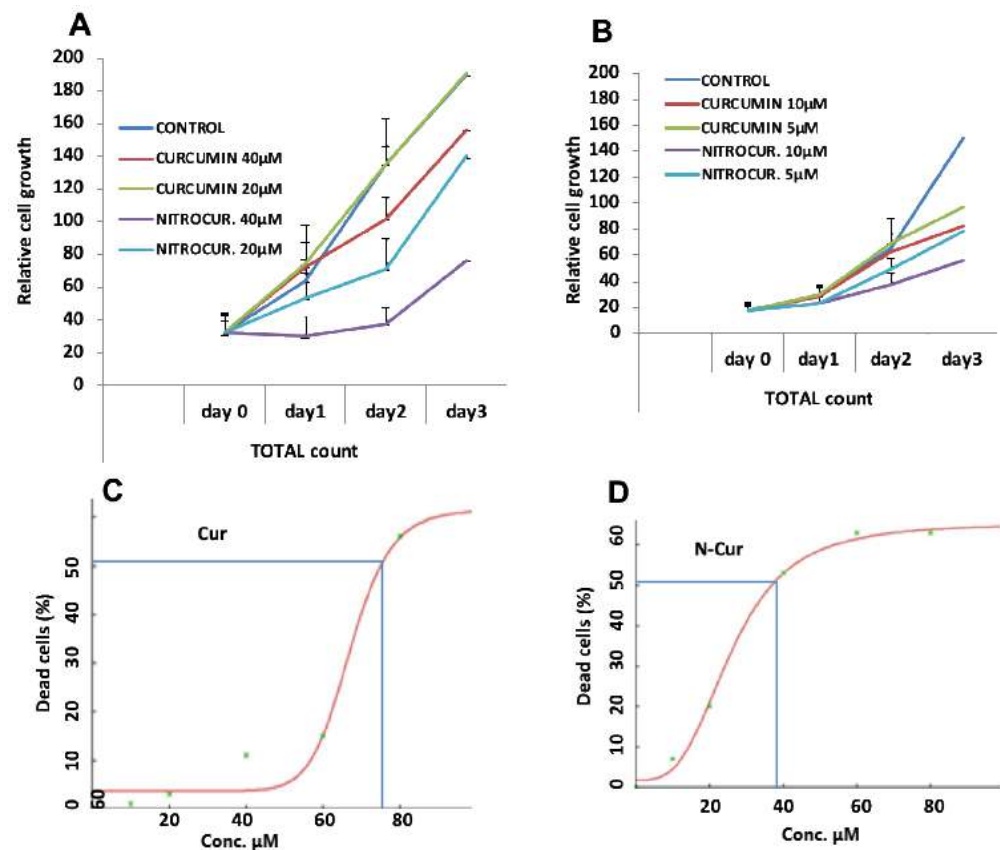 A
200
180
160
140
120
100
80
60
40
20
0
Relative cell growth
CONTROL
CURCUMIN 40µM
CURCUMIN 20µM
NITROCUR. 40µM
NITROCUR. 20µM
day 0 day1 day2 day3
TOTAL count
B
200
180
160
140
120
100
80
60
40
20
0
Relative cell growth
CONTROL
CURCUMIN 10µM
CURCUMIN 5µM
NITROCUR. 10µM
NITROCUR. 5µM
day 0 day1 day2 day3
TOTAL count
C
Cur
Dead cells (%)
50
40
30
20
10
0
60
20 40 60 80
Conc. µM
D
N-Cur
Dead cells (%)
60
50
40
30
20
10
0
20 40 60 80
Conc. µM